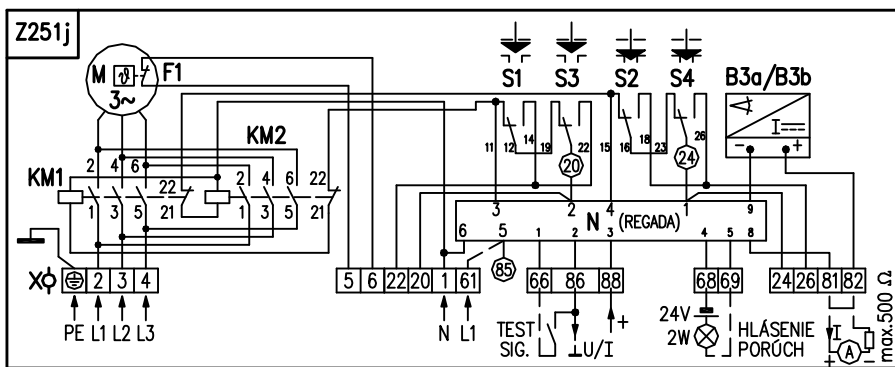 Z251j
M ϑ F1
3~
S1 S3 S2 S4 B3a/B3b
I
- +
KM2
KM1
2 4 6 22
1 3 5 21
2 4 6 22
1 3 5 21
11 12 14 19 20 22 15 16 18 23 24 26
3 2 4 1 9
N (REGADA)
6 5 1 2 3 4 5 8
85
X 2 3 4 5 6 22 20 1 61 66 86 88 68 69 24 26 81 82
PE L1 L2 L3 N L1
TEST
SIG.
+
⊥U/I
24V
2W
HLÁSENIE
PORÚCH
I
A
+ -
max.500 Ω